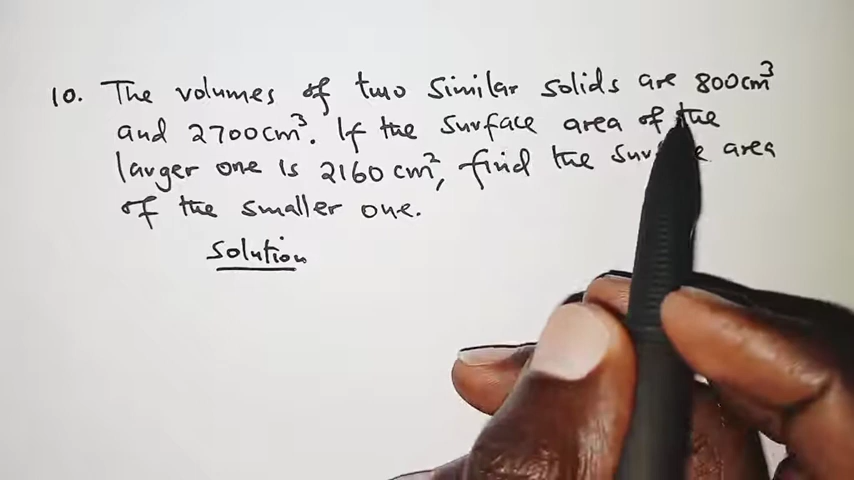 10. The volumes of two similar solids are 800cm³
and 2700cm³. If the surface area of the
larger one is 2160 cm², find the area
of the smaller one.
Solution